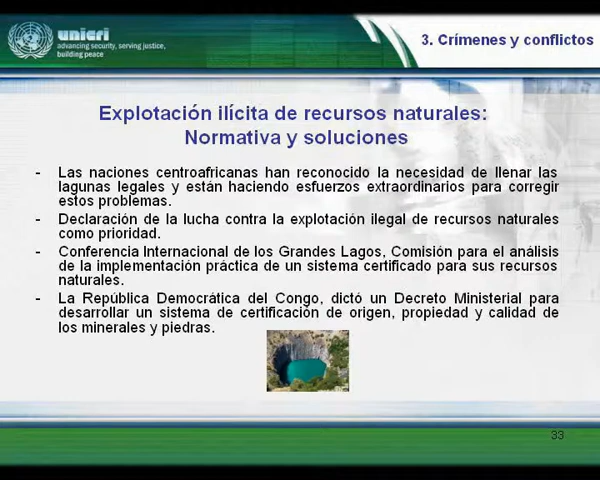 unicri
advancing security, serving justice,
building peace
3. Crímenes y conflictos
Explotación ilícita de recursos naturales:
Normativa y soluciones
- Las naciones centroafricanas han reconocido la necesidad de llenar las
lagunas legales y están haciendo esfuerzos extraordinarios para corregir
estos problemas.
- Declaración de la lucha contra la explotación ilegal de recursos naturales
como prioridad.
- Conferencia Internacional de los Grandes Lagos, Comisión para el análisis
de la implementación práctica de un sistema certificado para sus recursos
naturales.
- La República Democrática del Congo, dictó un Decreto Ministerial para
desarrollar un sistema de certificación de origen, propiedad y calidad de
los minerales y piedras.
33